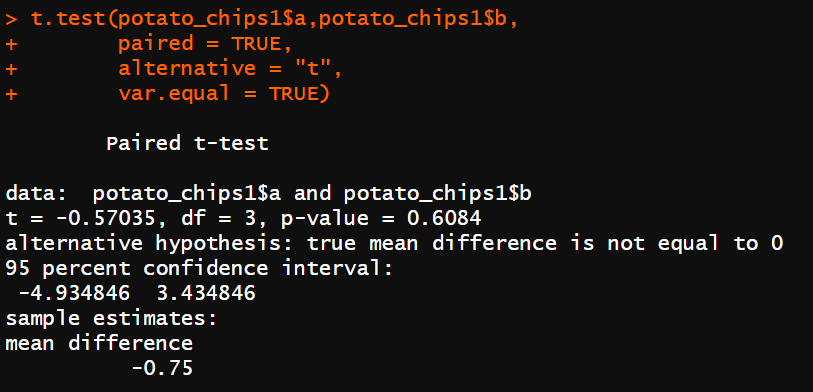 > t.test(potato_chips1$a,potato_chips1$b,
+        paired = TRUE,
+        alternative = "t",
+        var.equal = TRUE)
        Paired t-test
data:  potato_chips1$a and potato_chips1$b
t = -0.57035, df = 3, p-value = 0.6084
alternative hypothesis: true mean difference is not equal to 0
95 percent confidence interval:
 -4.934846  3.434846
sample estimates:
mean difference
          -0.75